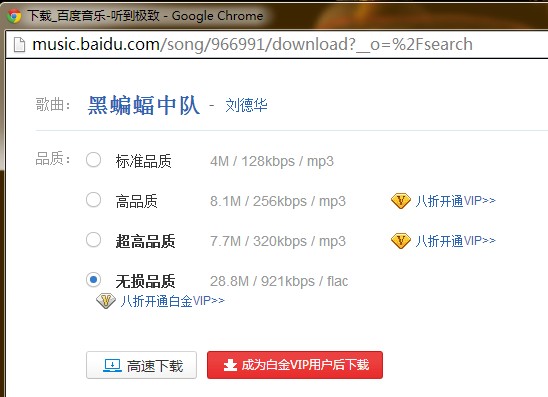 下载_百度音乐-听到极致 - Google Chrome
music.baidu.com/song/966991/download?__o=%2Fsearch
歌曲： 黑蝙蝠中队 - 刘德华
品质： 标准品质 4M / 128kbps / mp3
高品质 8.1M / 256kbps / mp3 八折开通VIP>>
超高品质 7.7M / 320kbps / mp3 八折开通VIP>>
无损品质 28.8M / 921kbps / flac
八折开通白金VIP>>
高速下载 成为白金VIP用户后下载